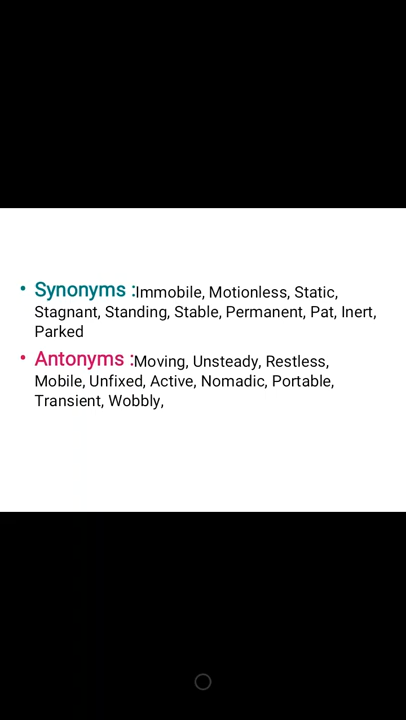 • Synonyms :Immobile, Motionless, Static,
Stagnant, Standing, Stable, Permanent, Pat, Inert,
Parked
• Antonyms :Moving, Unsteady, Restless,
Mobile, Unfixed, Active, Nomadic, Portable,
Transient, Wobbly,